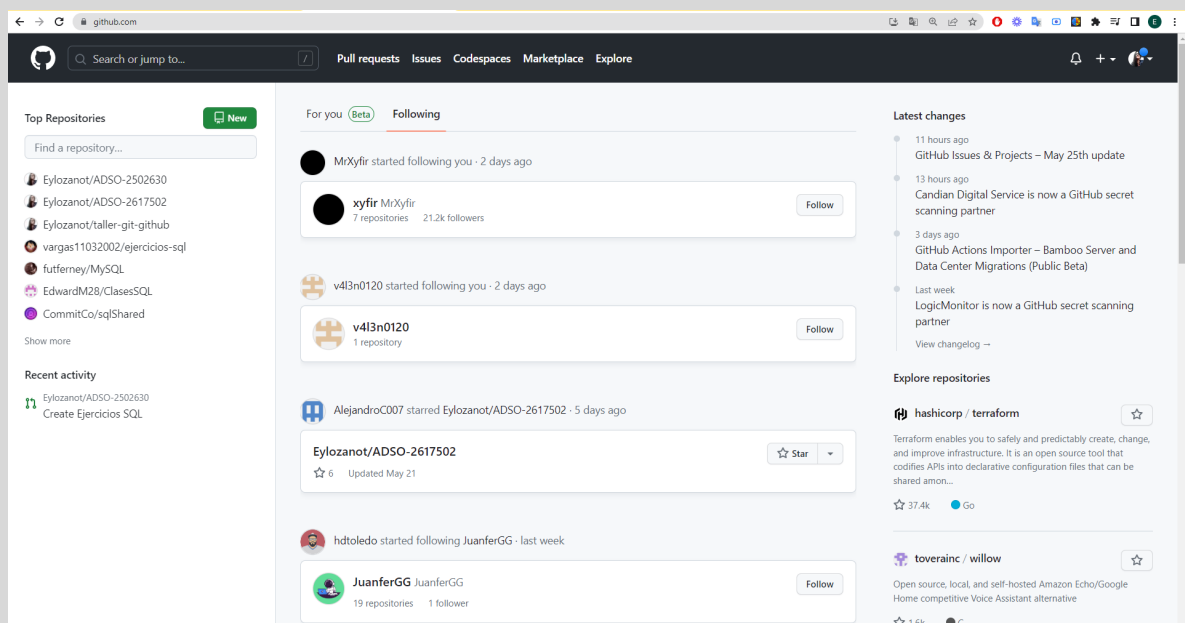 github.com
E
Search or jump to...
/
Pull requests Issues Codespaces Marketplace Explore
Top Repositories
New
Find a repository...
Eylozanot/ADSO-2502630
Eylozanot/ADSO-2617502
Eylozanot/taller-git-github
vargas11032002/ejercicios-sql
futferney/MySQL
EdwardM28/ClasesSQL
CommitCo/sqlShared
Show more
Recent activity
Eylozanot/ADSO-2502630
Create Ejercicios SQL
For you Beta Following
MrXyfir started following you · 2 days ago
xyfir MrXyfir
7 repositories 21.2k followers
Follow
v4l3n0120 started following you · 2 days ago
v4l3n0120
1 repository
Follow
AlejandroC007 starred Eylozanot/ADSO-2617502 · 5 days ago
Eylozanot/ADSO-2617502
6 Updated May 21
Star
hdtoledo started following JuanferGG · last week
JuanferGG JuanferGG
19 repositories 1 follower
Follow
Latest changes
11 hours ago
GitHub Issues & Projects – May 25th update
13 hours ago
Candian Digital Service is now a GitHub secret
scanning partner
3 days ago
GitHub Actions Importer – Bamboo Server and
Data Center Migrations (Public Beta)
Last week
LogicMonitor is now a GitHub secret scanning
partner
View changelog →
Explore repositories
hashicorp / terraform
Terraform enables you to safely and predictably create, change,
and improve infrastructure. It is an open source tool that
codifies APIs into declarative configuration files that can be
shared amon...
37.4k Go
toverainc / willow
Open source, local, and self-hosted Amazon Echo/Google
Home competitive Voice Assistant alternative
1.6k C